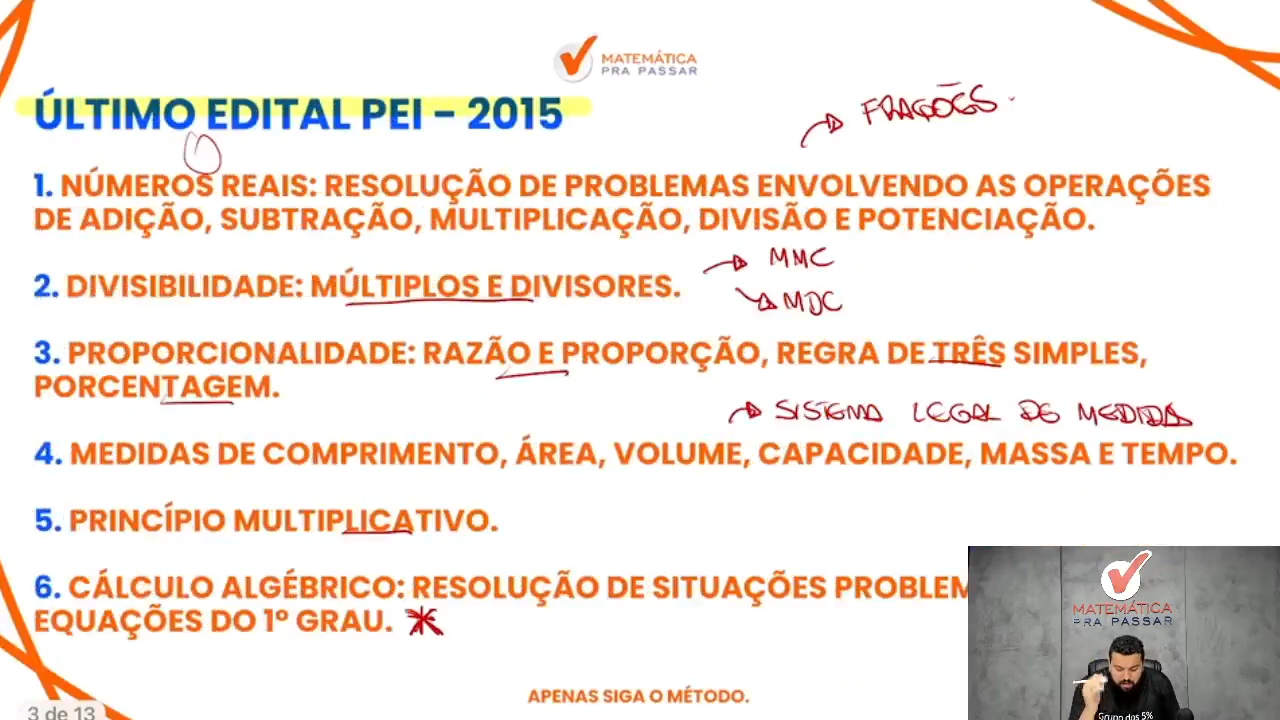 MATEMÁTICA
PRA PASSAR
ÚLTIMO EDITAL PEI - 2015
FRAÇÕES
1. NÚMEROS REAIS: RESOLUÇÃO DE PROBLEMAS ENVOLVENDO AS OPERAÇÕES
DE ADIÇÃO, SUBTRAÇÃO, MULTIPLICAÇÃO, DIVISÃO E POTENCIAÇÃO.
MMC
2. DIVISIBILIDADE: MÚLTIPLOS E DIVISORES.
MDC
3. PROPORCIONALIDADE: RAZÃO E PROPORÇÃO, REGRA DE TRÊS SIMPLES,
PORCENTAGEM.
SISTEMA LEGAL DE MEDIDA
4. MEDIDAS DE COMPRIMENTO, ÁREA, VOLUME, CAPACIDADE, MASSA E TEMPO.
5. PRINCÍPIO MULTIPLICATIVO.
6. CÁLCULO ALGÉBRICO: RESOLUÇÃO DE SITUAÇÕES PROBLEM
EQUAÇÕES DO 1º GRAU.
MATEMÁTICA
PRA PASSAR
APENAS SIGA O MÉTODO.
3 de 13
Grupo dos 5%